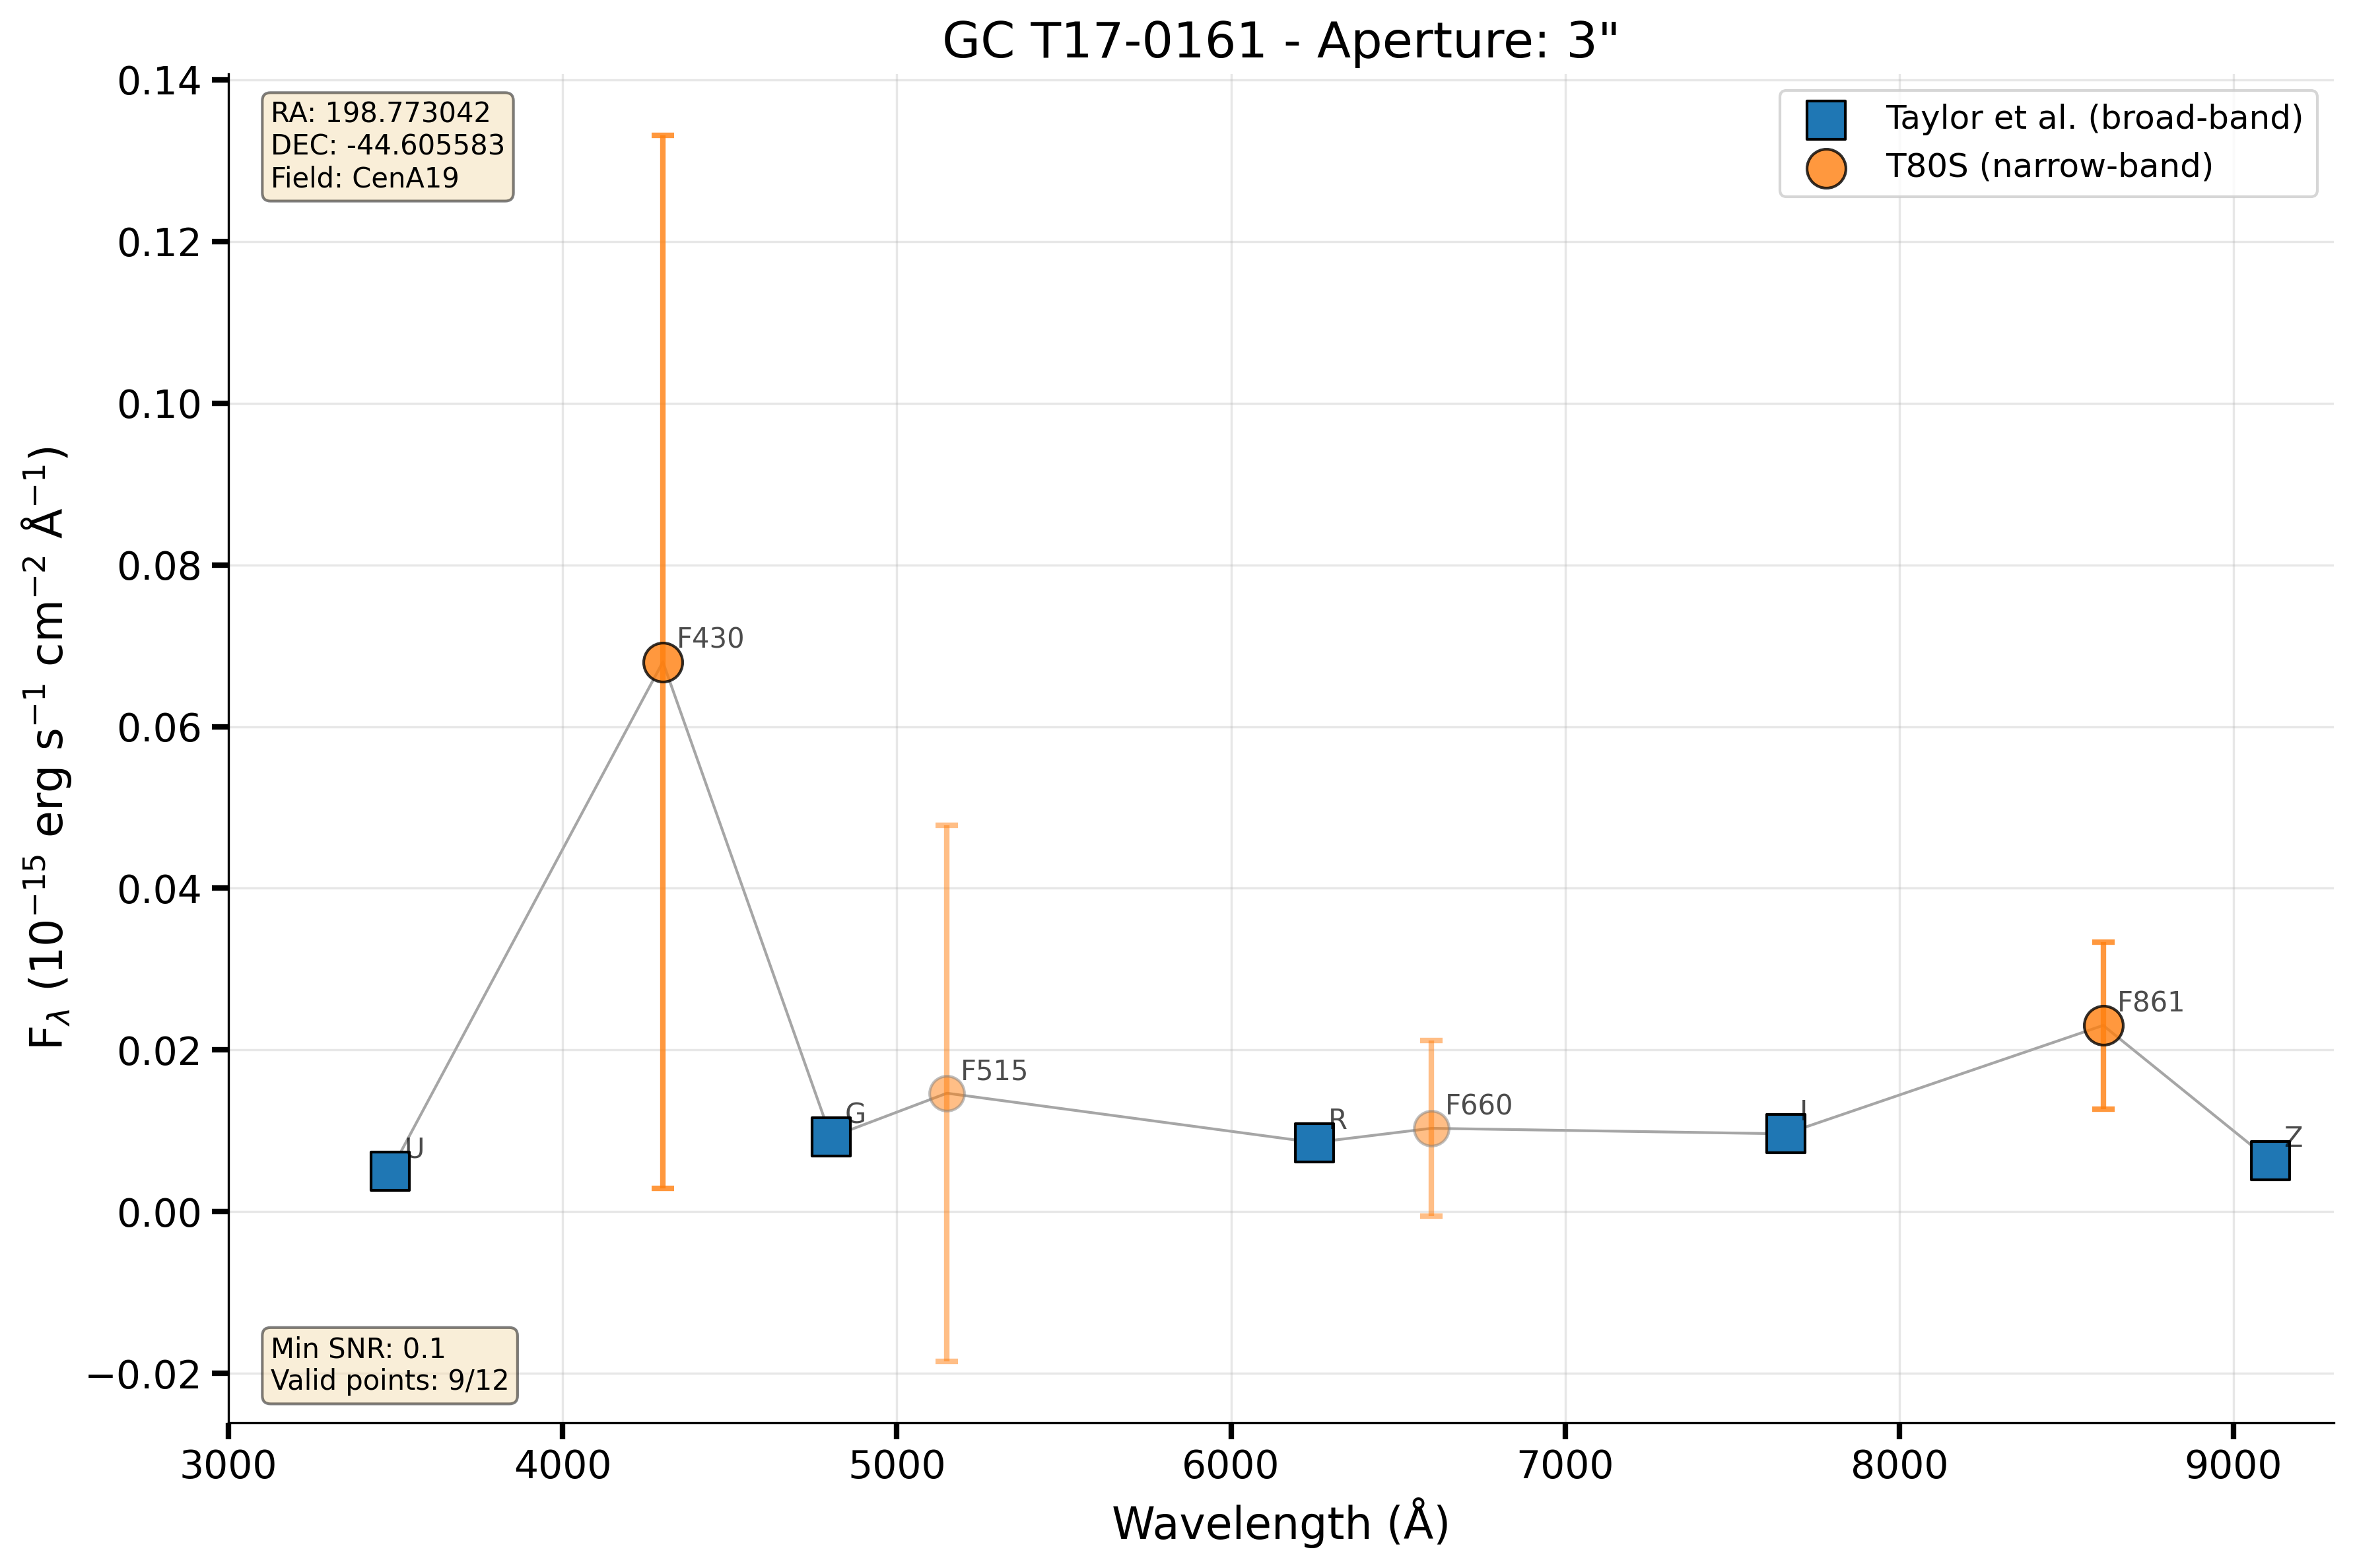 GC T17-0161 - Aperture: 3"
RA: 198.773042
DEC: -44.605583
Field: CenA19
Taylor et al. (broad-band)
T80S (narrow-band)
0.14
0.12
0.10
0.08
0.06
0.04
0.02
0.00
−0.02
F_λ (10⁻¹⁵ erg s⁻¹ cm⁻² Å⁻¹)
F430
F515
F660
F861
U
G
R
I
Z
Min SNR: 0.1
Valid points: 9/12
3000 4000 5000 6000 7000 8000 9000
Wavelength (Å)